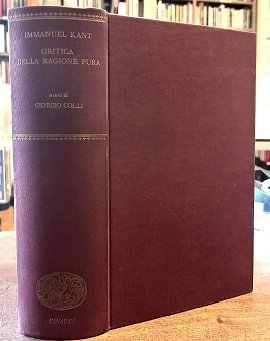 IMMANUEL KANT
CRITICA
DELLA RAGIONE PURA
a cura di
GIORGIO COLLI
EINAUDI